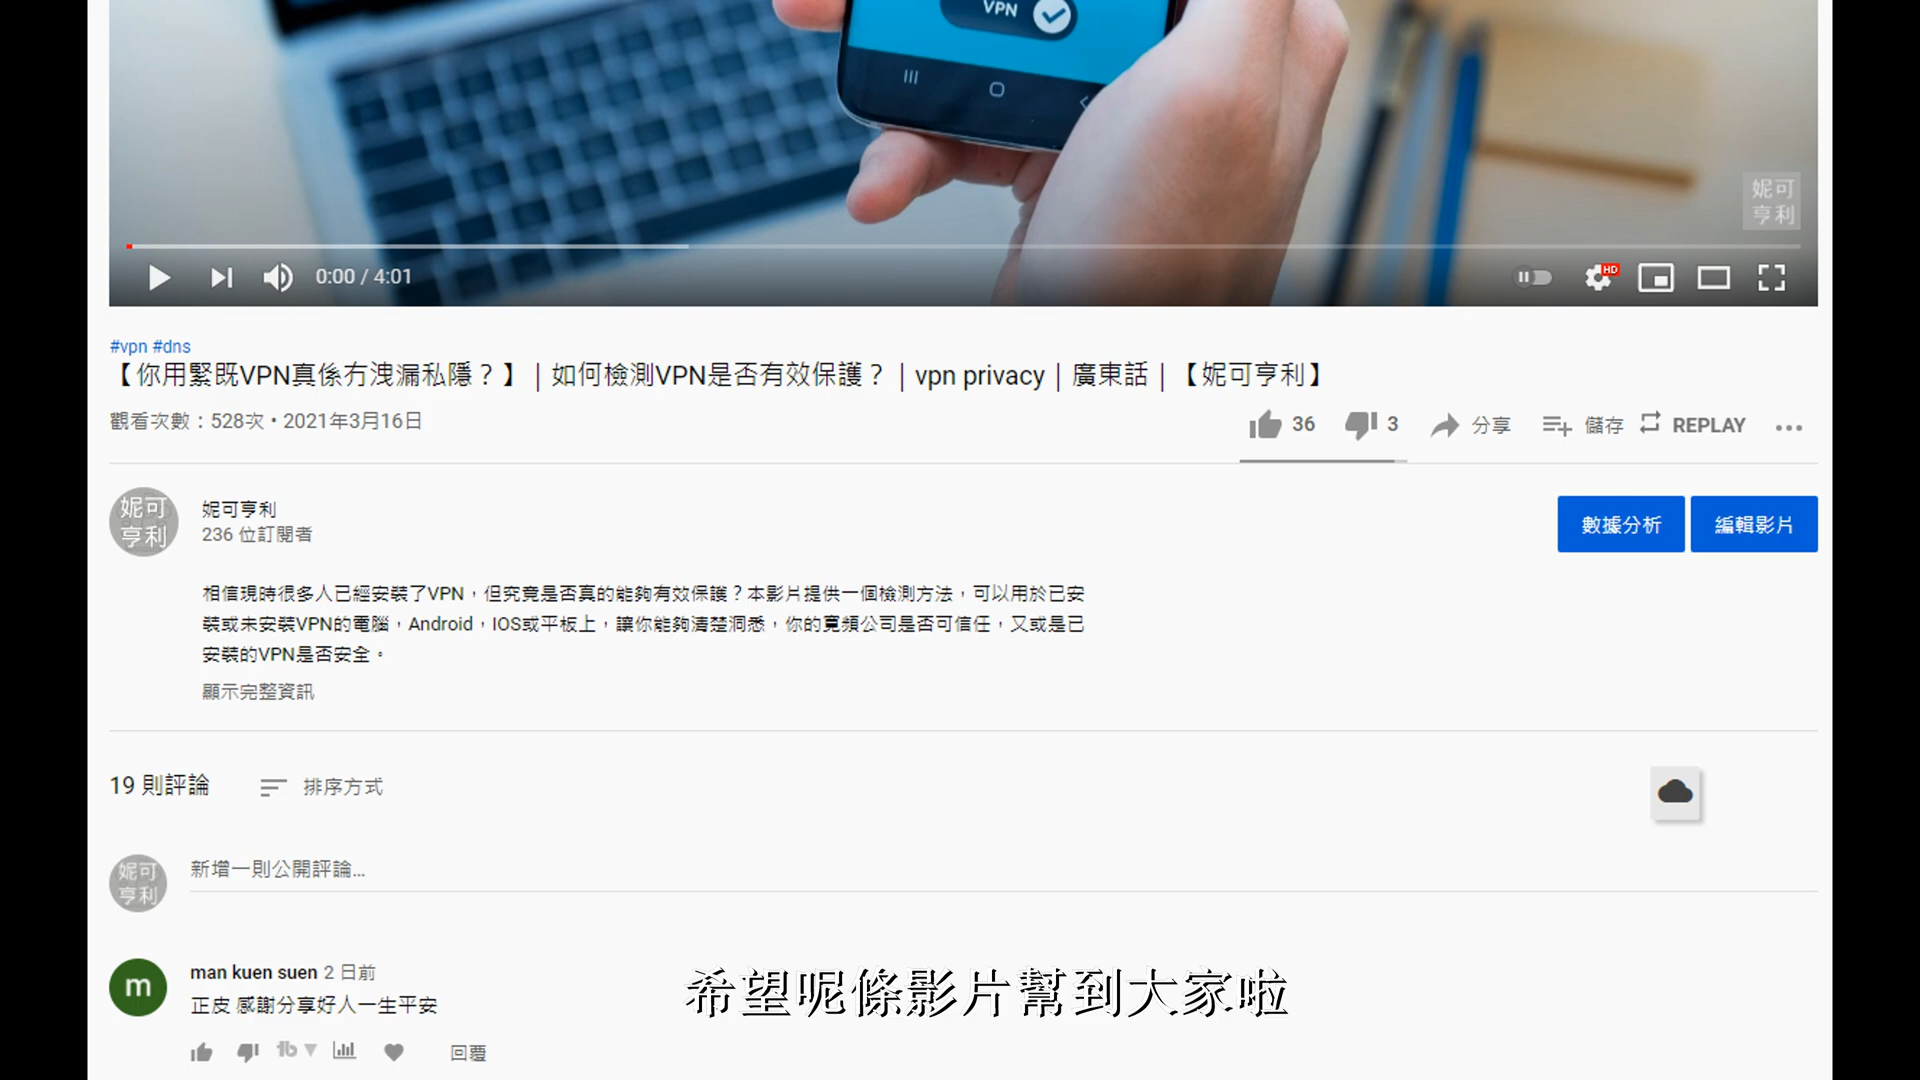 VPN
妮可
亨利
0:00 / 4:01
HD
#vpn #dns
【你用緊既VPN真係冇洩漏私隱？】｜如何檢測VPN是否有效保護？｜vpn privacy｜廣東話｜【妮可亨利】
觀看次數：528次 • 2021年3月16日
36
3
分享
儲存
REPLAY
妮可
亨利
妮可亨利
236 位訂閱者
數據分析
編輯影片
相信現時很多人已經安裝了VPN，但究竟是否真的能夠有效保護？本影片提供一個檢測方法，可以用於已安
裝或未安裝VPN的電腦，Android，IOS或平板上，讓你能夠清楚洞悉，你的寬頻公司是否可信任，又或是已
安裝的VPN是否安全。
顯示完整資訊
19 則評論
排序方式
妮可
亨利
新增一則公開評論...
m
man kuen suen 2 日前
正皮 感謝分享好人一生平安
tb
回覆
希望呢條影片幫到大家啦